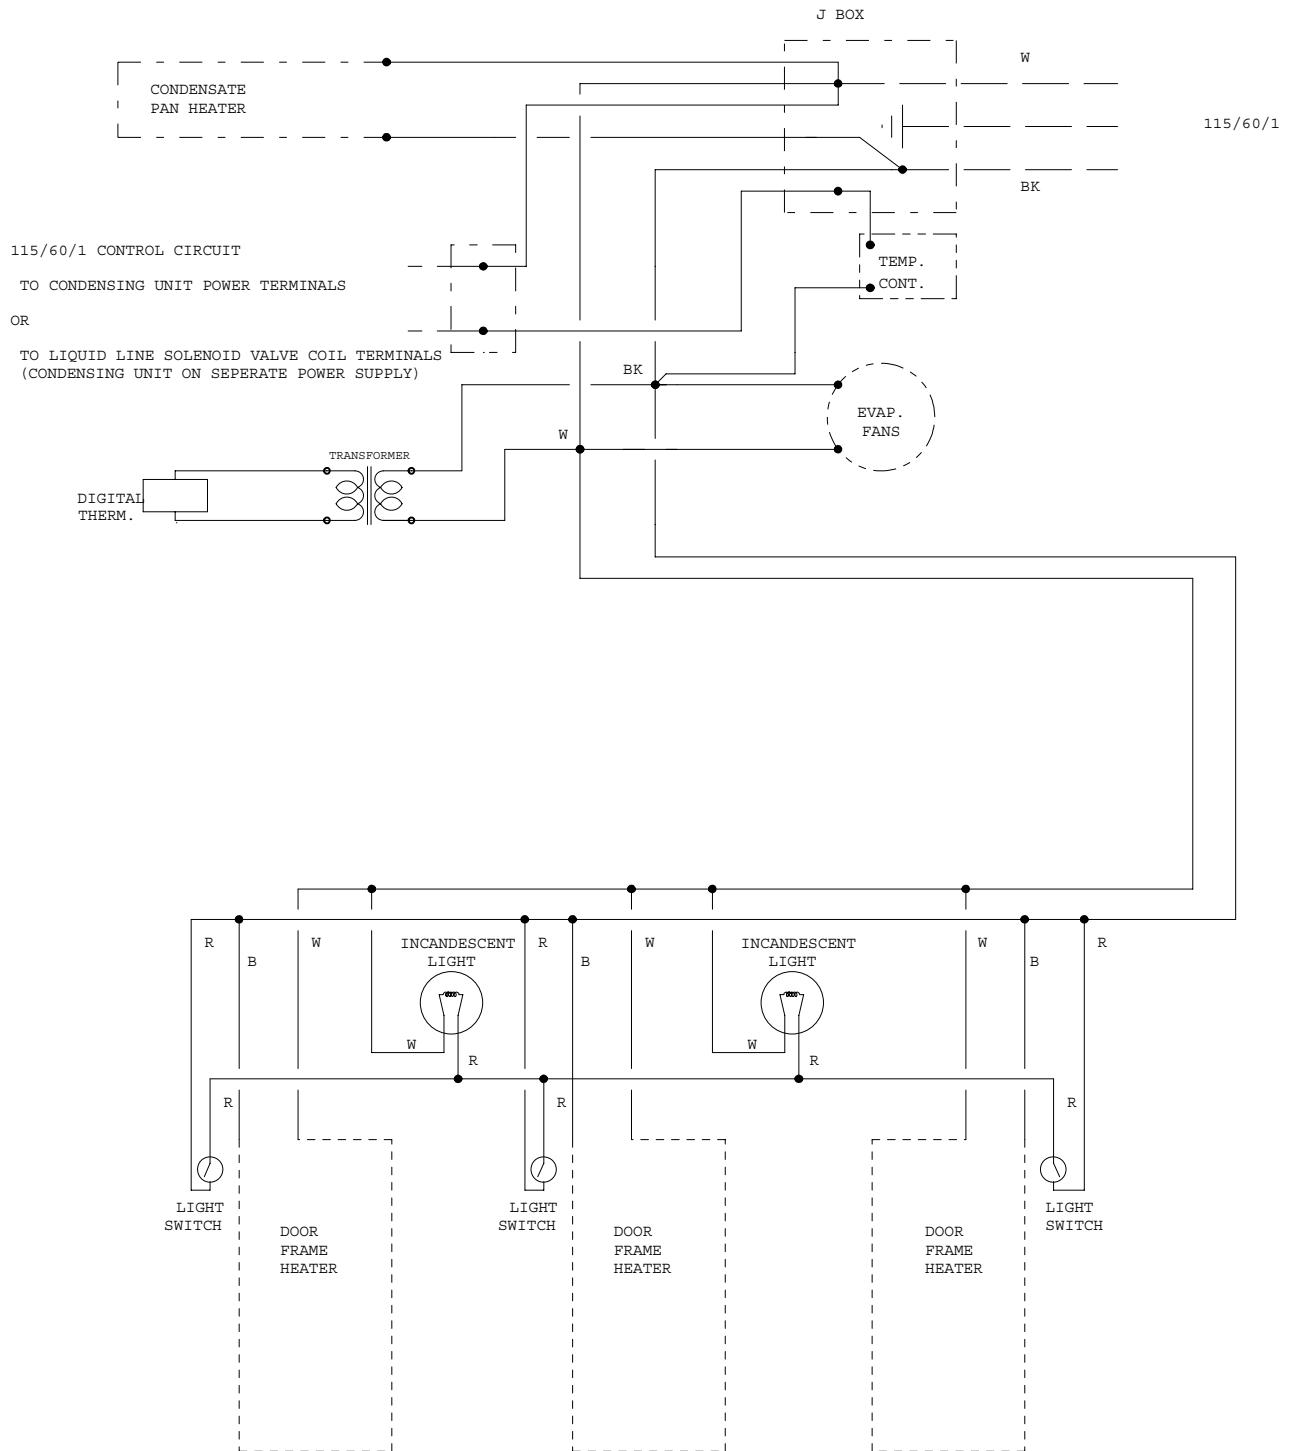 J BOX
W
CONDENSATE
PAN HEATER
115/60/1
BK
115/60/1 CONTROL CIRCUIT
TEMP.
CONT.
TO CONDENSING UNIT POWER TERMINALS
OR
TO LIQUID LINE SOLENOID VALVE COIL TERMINALS
(CONDENSING UNIT ON SEPERATE POWER SUPPLY)
BK
EVAP.
FANS
W
TRANSFORMER
DIGITAL
THERM.
R
W
INCANDESCENT
LIGHT
R
W
INCANDESCENT
LIGHT
W
R
B
B
B
W
R
W
R
R
R
R
LIGHT
SWITCH
LIGHT
SWITCH
LIGHT
SWITCH
DOOR
FRAME
HEATER
DOOR
FRAME
HEATER
DOOR
FRAME
HEATER